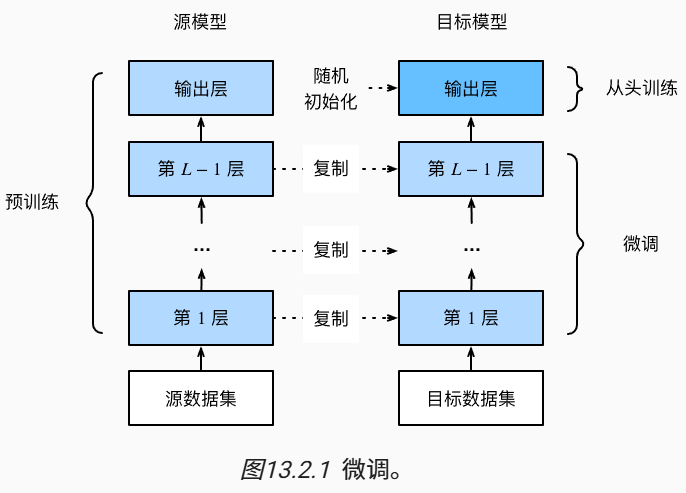 源模型
目标模型
输出层
随机
初始化
输出层
从头训练
第 L − 1 层
复制
第 L − 1 层
预训练
...
复制
...
微调
第 1 层
复制
第 1 层
源数据集
目标数据集
图13.2.1 微调。